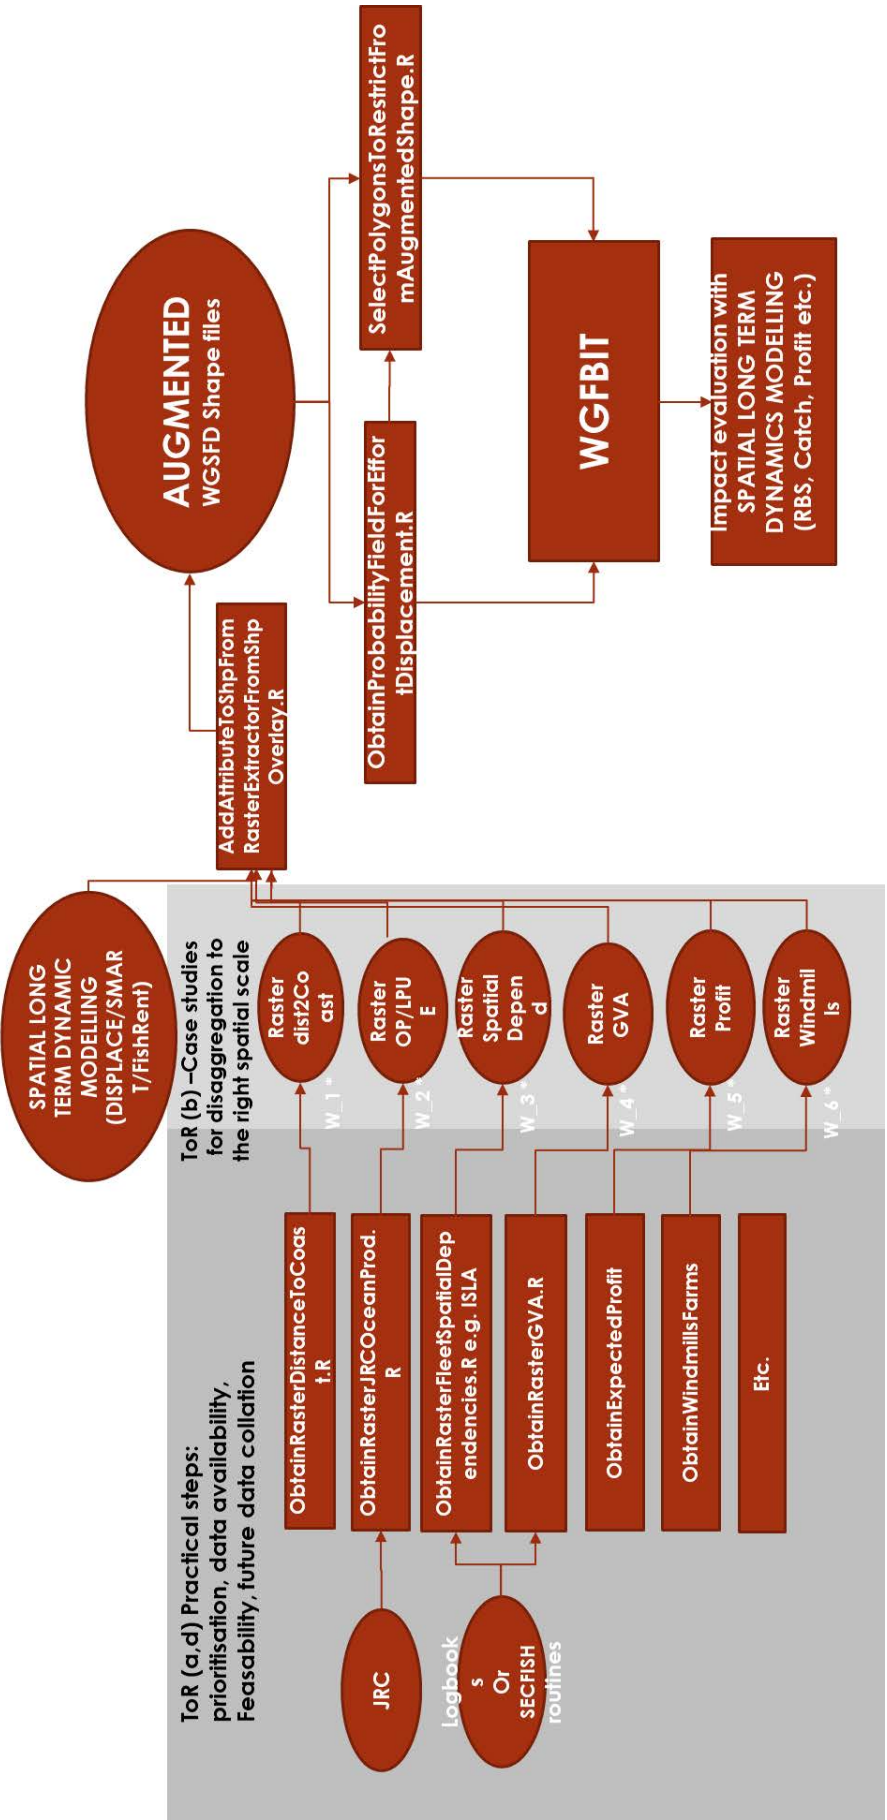 SPATIAL LONG
TERM DYNAMIC
MODELLING
(DISPLACE/SMAR
T/FishRent)
ToR (a,d) Practical steps:
prioritisation, data availability,
Feasability, future data collation
ToR (b) –Case studies
for disaggregation to
the right spatial scale
JRC
Logbook
s
Or
SECFISH
routines
ObtainRasterDistanceToCoas
t.R
ObtainRasterJRCOceanProd.
R
ObtainRasterFleetSpatialDep
endencies.R e.g. ISLA
ObtainRasterGVA.R
ObtainExpectedProfit
ObtainWindmillsFarms
Etc.
Raster
dist2Co
ast
W_1 *
Raster
OP/LPU
E
W_2 *
Raster
Spatial
Depen
d
W_3 *
Raster
GVA
W_4 *
Raster
Profit
W_5 *
Raster
Windmil
ls
W_6 *
AddAttributeToShpFrom
RasterExtractorFromShp
Overlay.R
AUGMENTED
WGSFD Shape files
ObtainProbabilityFieldForEffor
tDisplacement.R
SelectPolygonsToRestrictFro
mAugmentedShape.R
WGFBIT
Impact evaluation with
SPATIAL LONG TERM
DYNAMICS MODELLING
(RBS, Catch, Profit etc.)